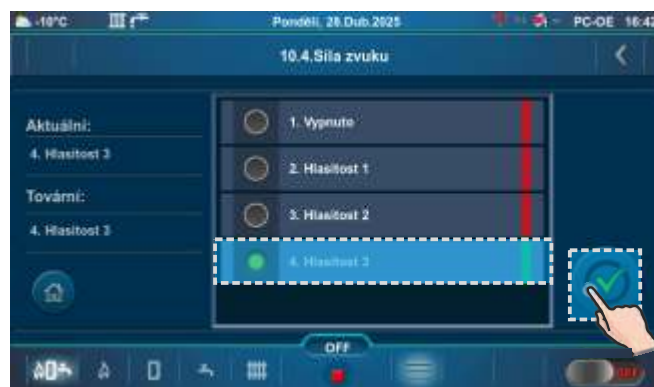 -10°C Pondělí, 28.Dub.2025 PC-OE 16:42
10.4.Síla zvuku
Aktuální:
4. Hlasitost 3
Tovární:
4. Hlasitost 3
1. Vypnuto
2. Hlasitost 1
3. Hlasitost 2
4. Hlasitost 3
OFF
OFF